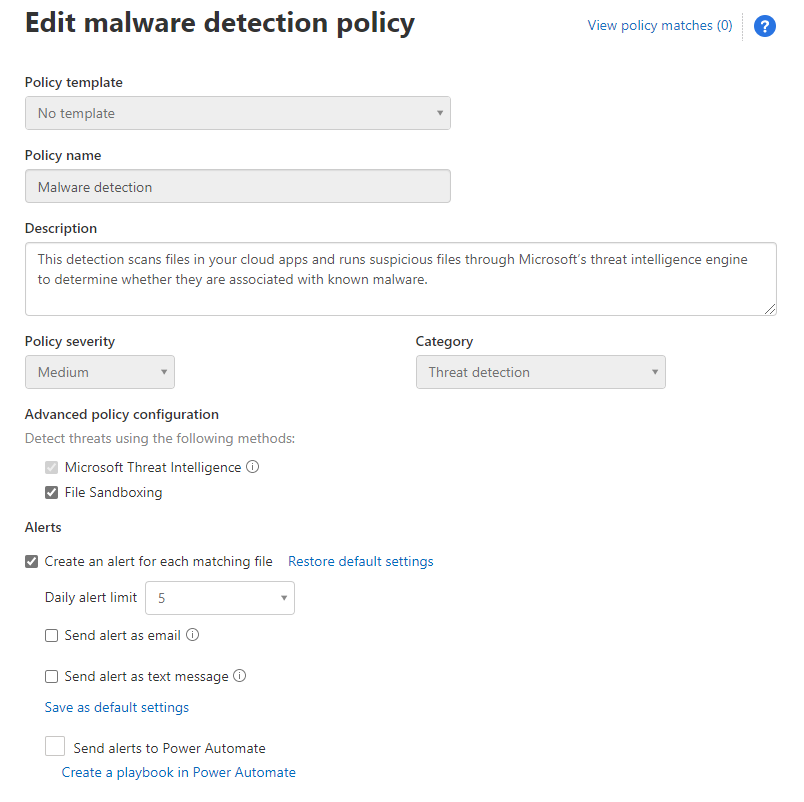 Edit malware detection policy
View policy matches (0)
?
Policy template
No template
Policy name
Malware detection
Description
This detection scans files in your cloud apps and runs suspicious files through Microsoft's threat intelligence engine
to determine whether they are associated with known malware.
Policy severity
Category
Medium
Threat detection
Advanced policy configuration
Detect threats using the following methods:
Microsoft Threat Intelligence
File Sandboxing
Alerts
Create an alert for each matching file Restore default settings
Daily alert limit 5
Send alert as email
Send alert as text message
Save as default settings
Send alerts to Power Automate
Create a playbook in Power Automate